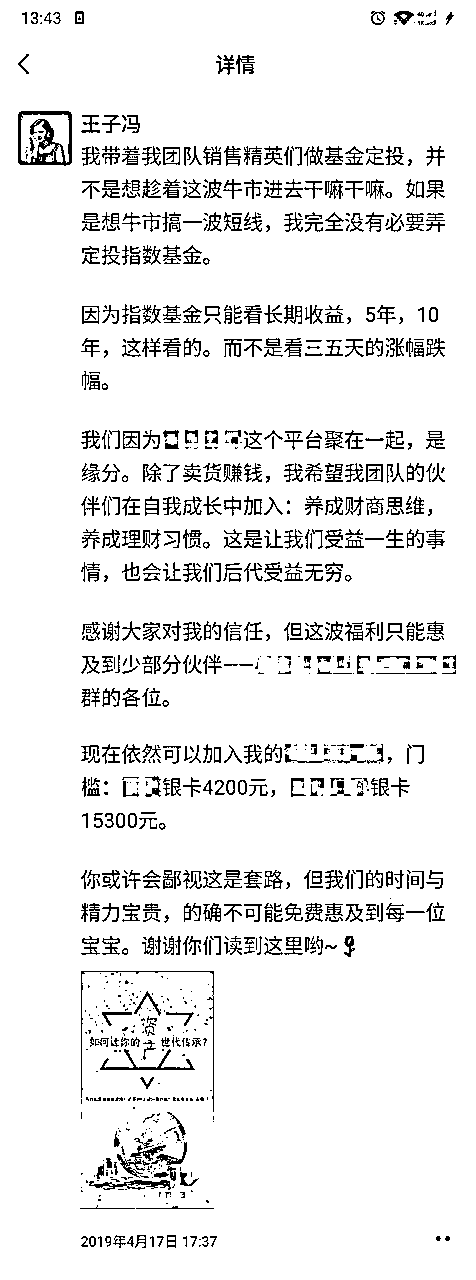 13:43
详情
王子冯
我带着我团队销售精英们做基金定投，并
不是想趁着这波牛市进去干嘛干嘛。如果
是想牛市搞一波短线，我完全没有必要弄
定投指数基金。
因为指数基金只能看长期收益，5年，10
年，这样看的。而不是看三五天的涨幅跌
幅。
我们因为这个平台聚在一起，是
缘分。除了卖货赚钱，我希望我团队的伙
伴们在自我成长中加入：养成财商思维，
养成理财习惯。这是让我们受益一生的事
情，也会让我们后代受益无穷。
感谢大家对我的信任，但这波福利只能惠
及到少部分伙伴——
群的各位。
现在依然可以加入我的，门
槛：银卡4200元，银卡
15300元。
你或许会鄙视这是套路，但我们的时间与
精力宝贵，的确不可能免费惠及到每一位
宝宝。谢谢你们读到这里哟~
资
如何让你的 世代传承？
产
2019年4月17日 17:37